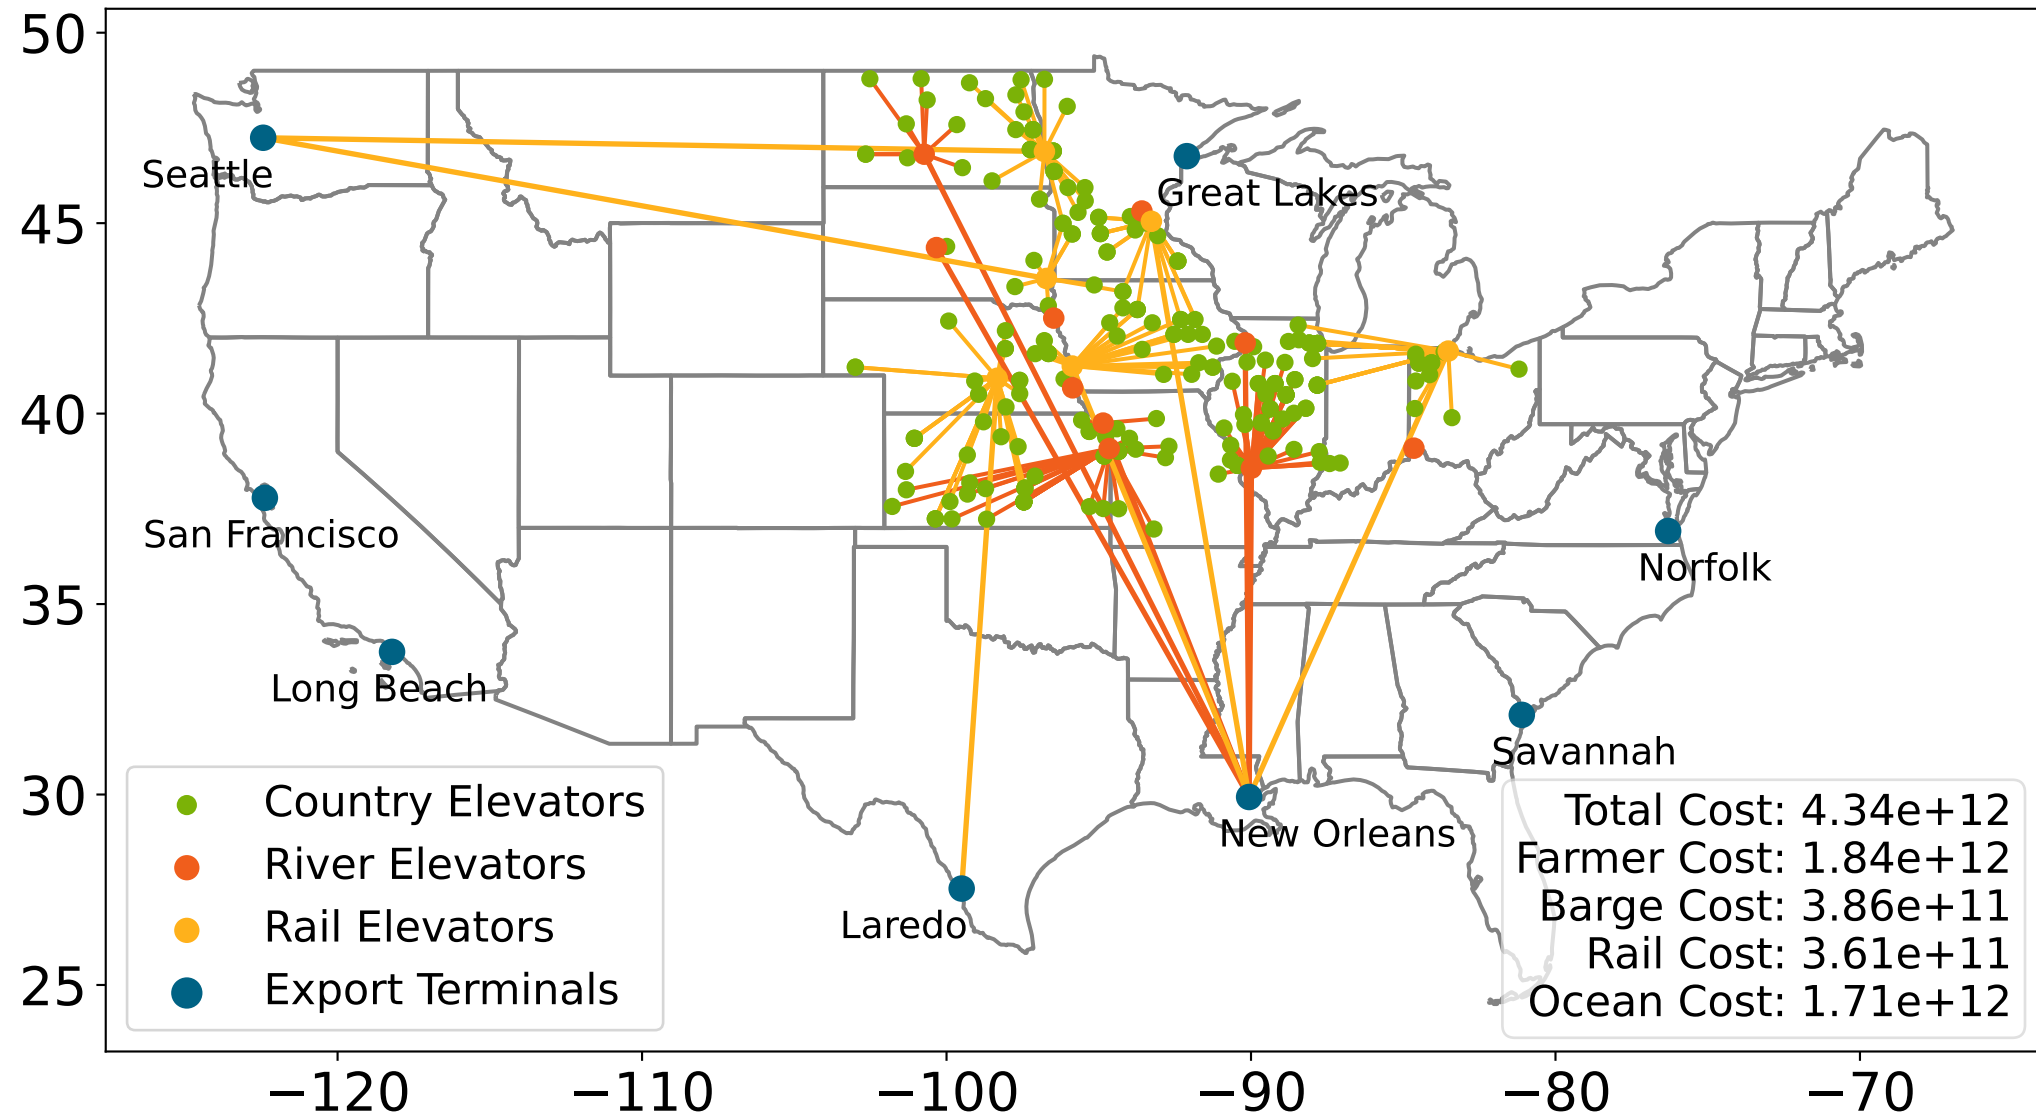 50
45
40
35
30
25
Seattle
Great Lakes
San Francisco
Norfolk
Long Beach
Savannah
New Orleans
Laredo
Country Elevators
River Elevators
Rail Elevators
Export Terminals
Total Cost: 4.34e+12
Farmer Cost: 1.84e+12
Barge Cost: 3.86e+11
Rail Cost: 3.61e+11
Ocean Cost: 1.71e+12
−120 −110 −100 −90 −80 −70